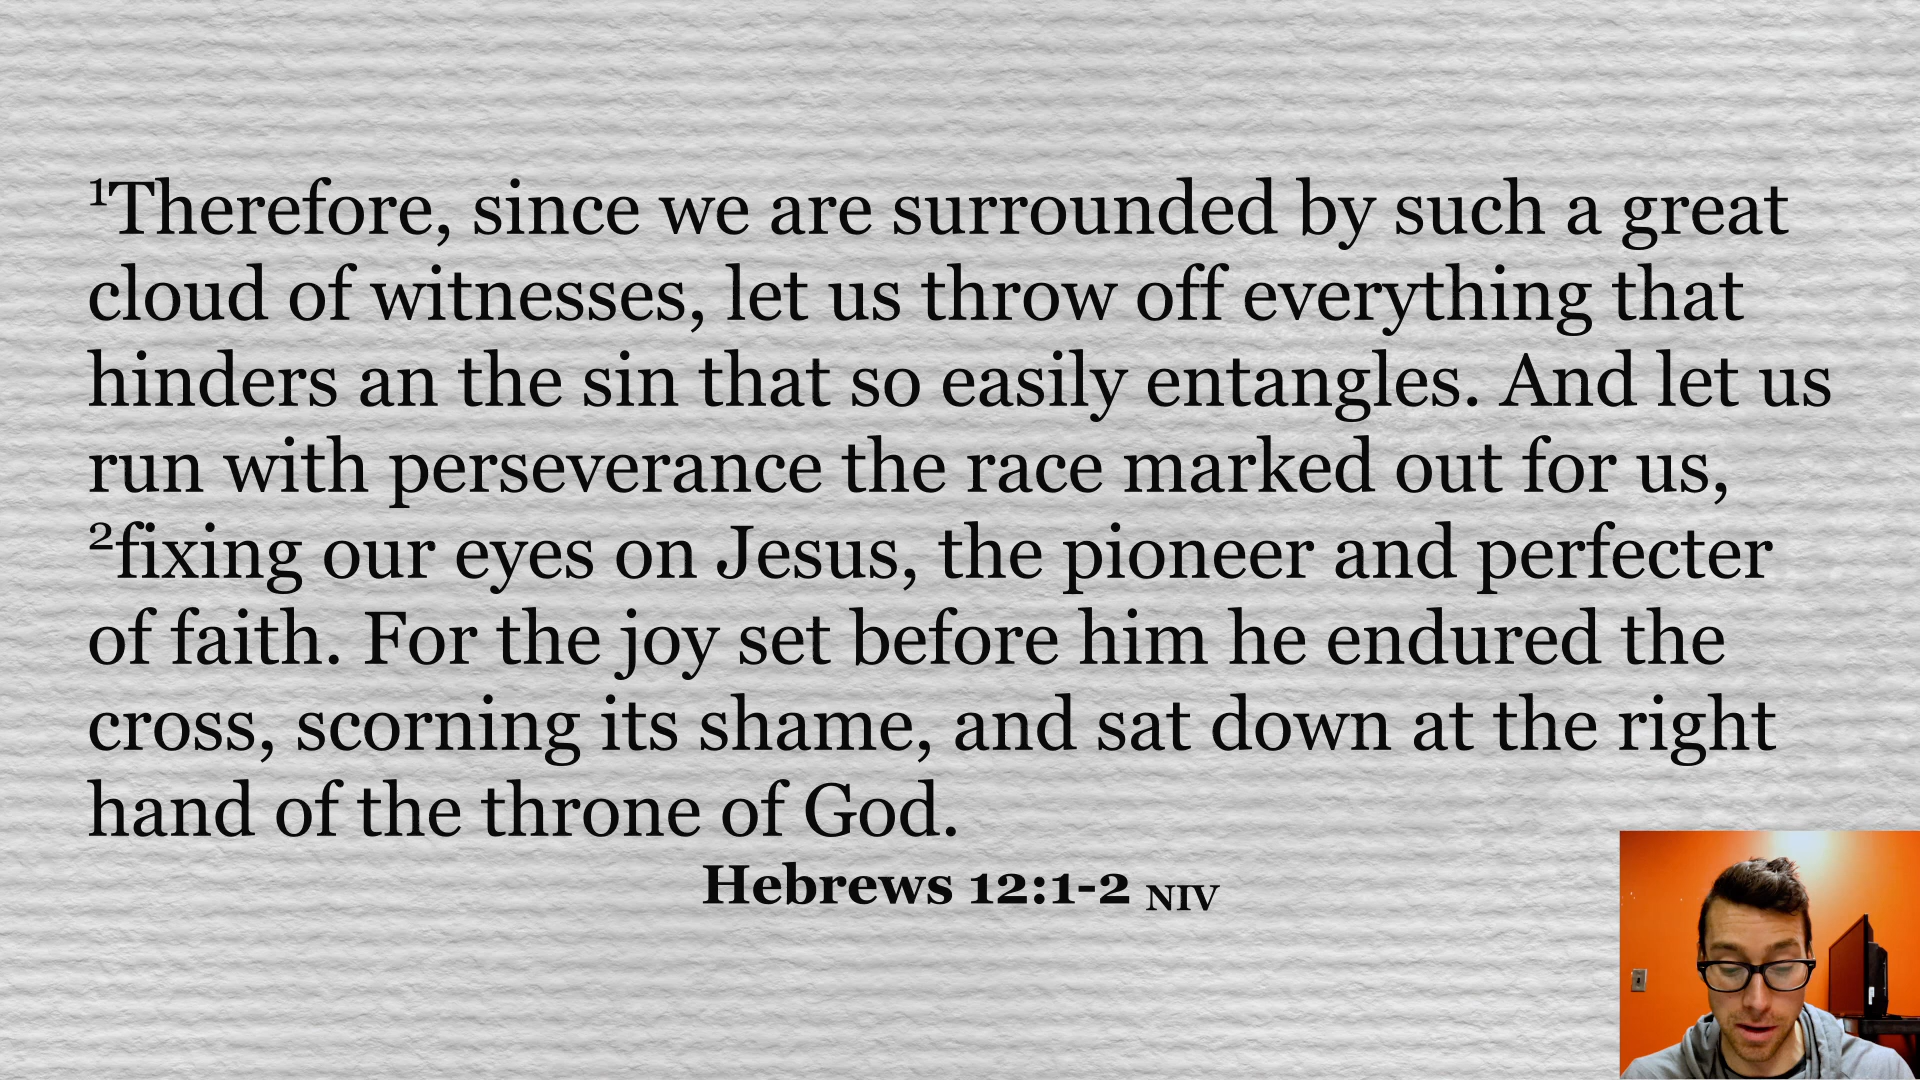 ¹Therefore, since we are surrounded by such a great
cloud of witnesses, let us throw off everything that
hinders an the sin that so easily entangles. And let us
run with perseverance the race marked out for us,
²fixing our eyes on Jesus, the pioneer and perfecter
of faith. For the joy set before him he endured the
cross, scorning its shame, and sat down at the right
hand of the throne of God.
Hebrews 12:1-2 NIV